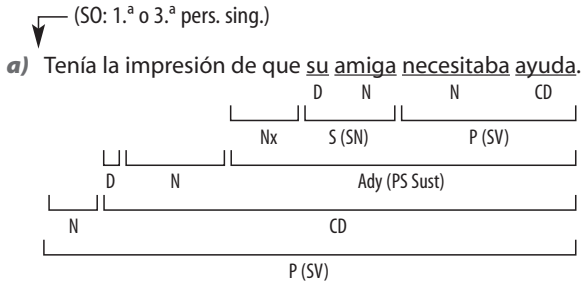 (SO: 1.ª o 3.ª pers. sing.)
a) Tenía la impresión de que su amiga necesitaba ayuda.
D N N CD
Nx S (SN) P (SV)
D N Ady (PS Sust)
N CD
P (SV)